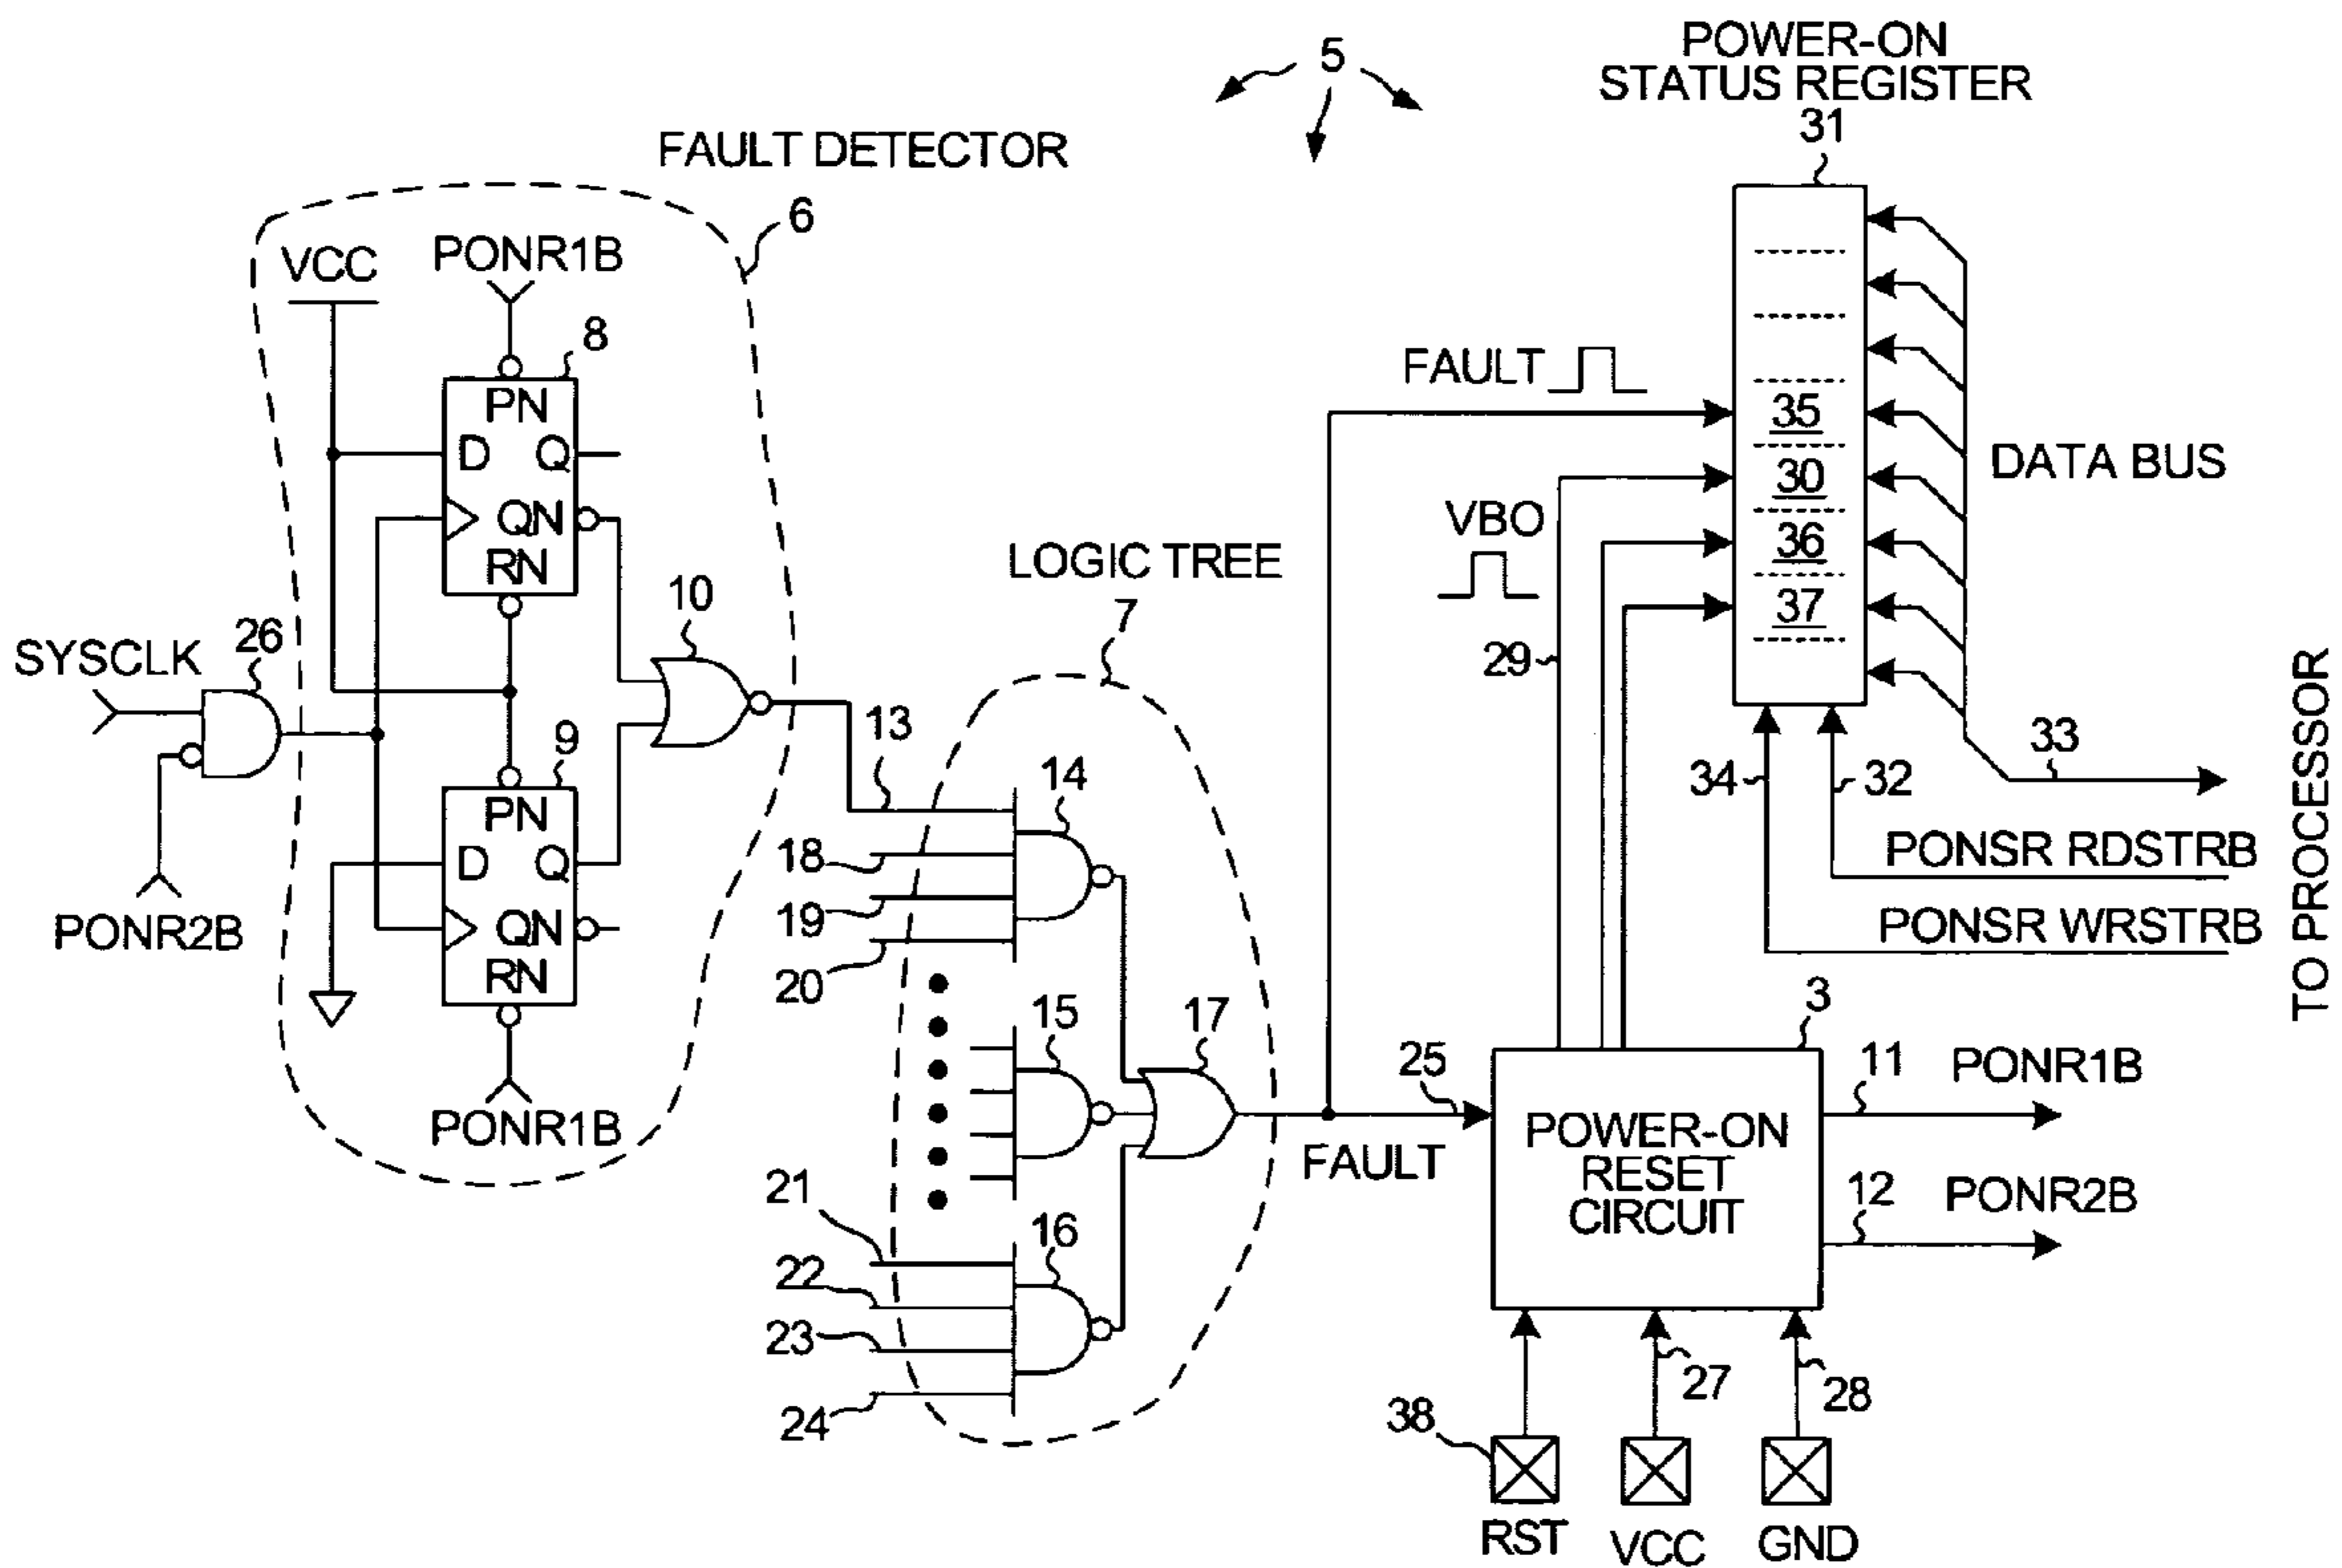 5
POWER-ON
STATUS REGISTER
31
FAULT DETECTOR
6
VCC
PONR1B
8
PN
D
Q
QN
RN
10
SYSCLK
26
PONR2B
9
PN
D
Q
QN
RN
PONR1B
LOGIC TREE
7
13
14
18
19
20
15
17
21
22
16
23
24
FAULT
35
30
VBO
36
37
29
DATA BUS
33
34
32
PONSR RDSTRB
PONSR WRSTRB
TO PROCESSOR
3
25
FAULT
POWER-ON
RESET
CIRCUIT
11
PONR1B
12
PONR2B
38
27
28
RST
VCC
GND